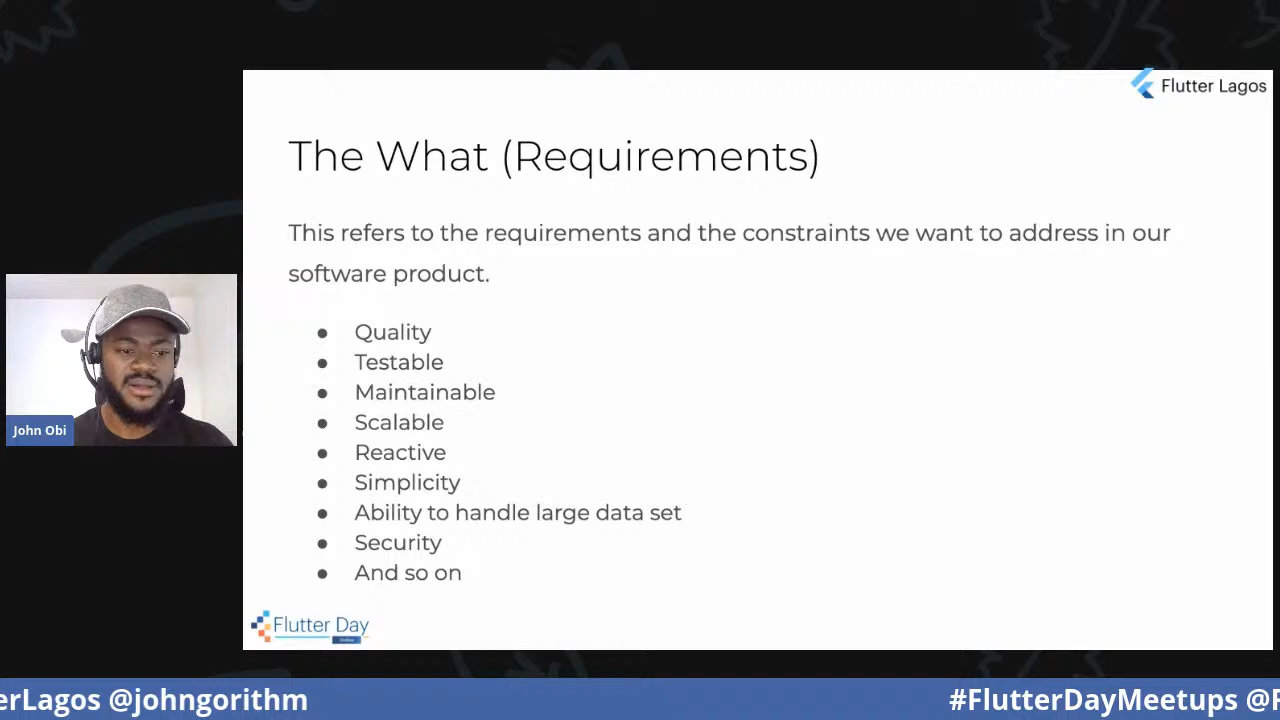 Flutter Lagos
The What (Requirements)
This refers to the requirements and the constraints we want to address in our
software product.
● Quality
● Testable
● Maintainable
● Scalable
● Reactive
● Simplicity
● Ability to handle large data set
● Security
● And so on
John Obi
Flutter Day
Online
erLagos @johngorithm
#FlutterDayMeetups @F